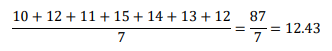 10 + 12 + 11 + 15 + 14 + 13 + 12 / 7 = 87 / 7 = 12.43